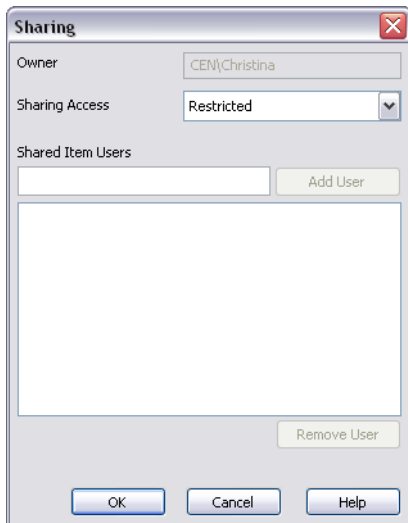 Sharing
Owner CEN\Christina
Sharing Access Restricted
Shared Item Users
Add User
Remove User
OK Cancel Help